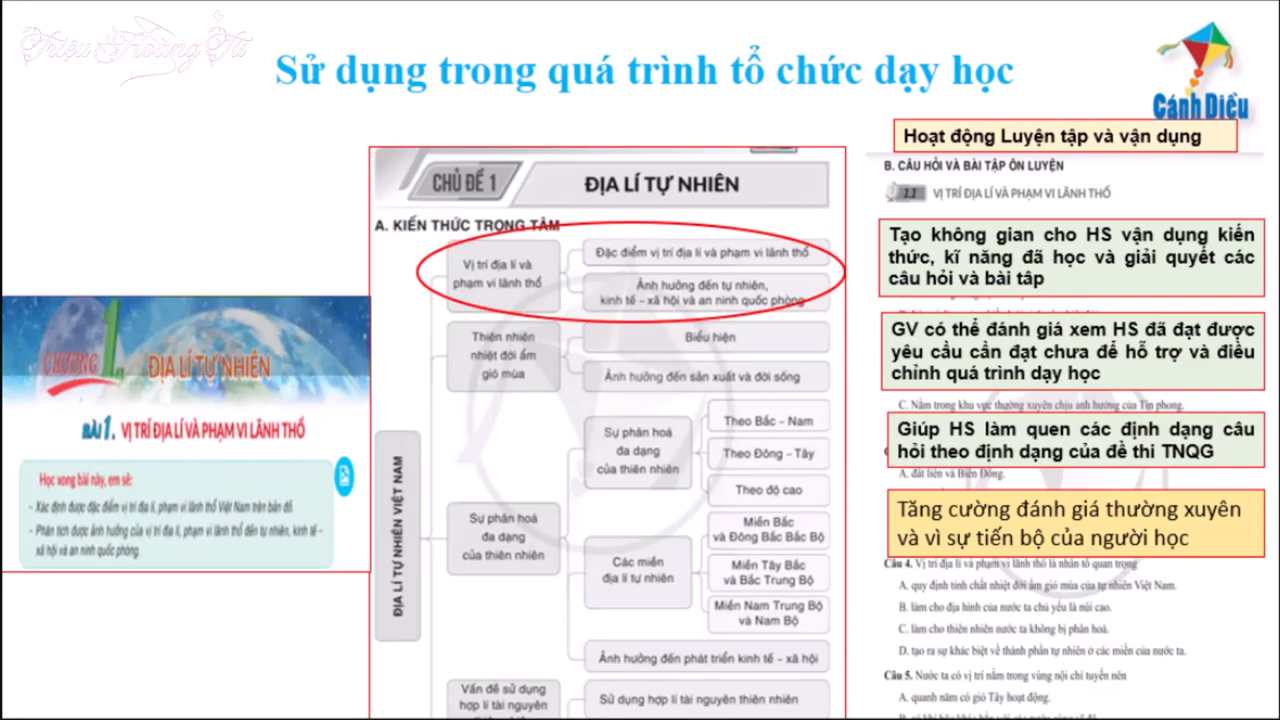 Triệu Hoàng Tú
Sử dụng trong quá trình tổ chức dạy học
Cánh Diều
CHƯƠNG 1.
ĐỊA LÍ TỰ NHIÊN
BÀI 1. VỊ TRÍ ĐỊA LÍ VÀ PHẠM VI LÃNH THỔ
Học xong bài này, em sẽ:
- Xác định được đặc điểm vị trí địa lí, phạm vi lãnh thổ Việt Nam trên bản đồ.
- Phân tích được ảnh hưởng của vị trí địa lí, phạm vi lãnh thổ đến tự nhiên, kinh tế –
xã hội và an ninh quốc phòng.
CHỦ ĐỀ 1
ĐỊA LÍ TỰ NHIÊN
A. KIẾN THỨC TRỌNG TÂM
ĐỊA LÍ TỰ NHIÊN VIỆT NAM
Vị trí địa lí và
phạm vi lãnh thổ
Đặc điểm vị trí địa lí và phạm vi lãnh thổ
Ảnh hưởng đến tự nhiên,
kinh tế – xã hội và an ninh quốc phòng
Thiên nhiên
nhiệt đới ẩm
gió mùa
Biểu hiện
Ảnh hưởng đến sản xuất và đời sống
Sự phân hoá
đa dạng
của thiên nhiên
Sự phân hoá
đa dạng
của thiên nhiên
Theo Bắc – Nam
Theo Đông – Tây
Theo độ cao
Các miền
địa lí tự nhiên
Miền Bắc
và Đông Bắc Bắc Bộ
Miền Tây Bắc
và Bắc Trung Bộ
Miền Nam Trung Bộ
và Nam Bộ
Ảnh hưởng đến phát triển kinh tế – xã hội
Vấn đề sử dụng
hợp lí tài nguyên
Sử dụng hợp lí tài nguyên thiên nhiên
Hoạt động Luyện tập và vận dụng
B. CÂU HỎI VÀ BÀI TẬP ÔN LUYỆN
1.1 VỊ TRÍ ĐỊA LÍ VÀ PHẠM VI LÃNH THỔ
Tạo không gian cho HS vận dụng kiến
thức, kĩ năng đã học và giải quyết các
câu hỏi và bài tâp
GV có thể đánh giá xem HS đã đạt được
yêu cầu cần đạt chưa để hỗ trợ và điều
chỉnh quá trình dạy học
C. Nằm trong khu vực thường xuyên chịu ảnh hưởng của Tín phong.
Giúp HS làm quen các định dạng câu
hỏi theo định dạng của đề thi TNQG
A. đất liền và Biển Đông.
Tăng cường đánh giá thường xuyên
và vì sự tiến bộ của người học
Câu 4. Vị trí địa lí và phạm vi lãnh thổ là nhân tố quan trọng
A. quy định tính chất nhiệt đới ẩm gió mùa của tự nhiên Việt Nam.
B. làm cho địa hình của nước ta chủ yếu là núi cao.
C. làm cho thiên nhiên nước ta không bị phân hoá.
D. tạo ra sự khác biệt về thành phần tự nhiên ở các miền của nước ta.
Câu 5. Nước ta có vị trí nằm trong vùng nội chí tuyến nên
A. quanh năm có gió Tây hoạt động.